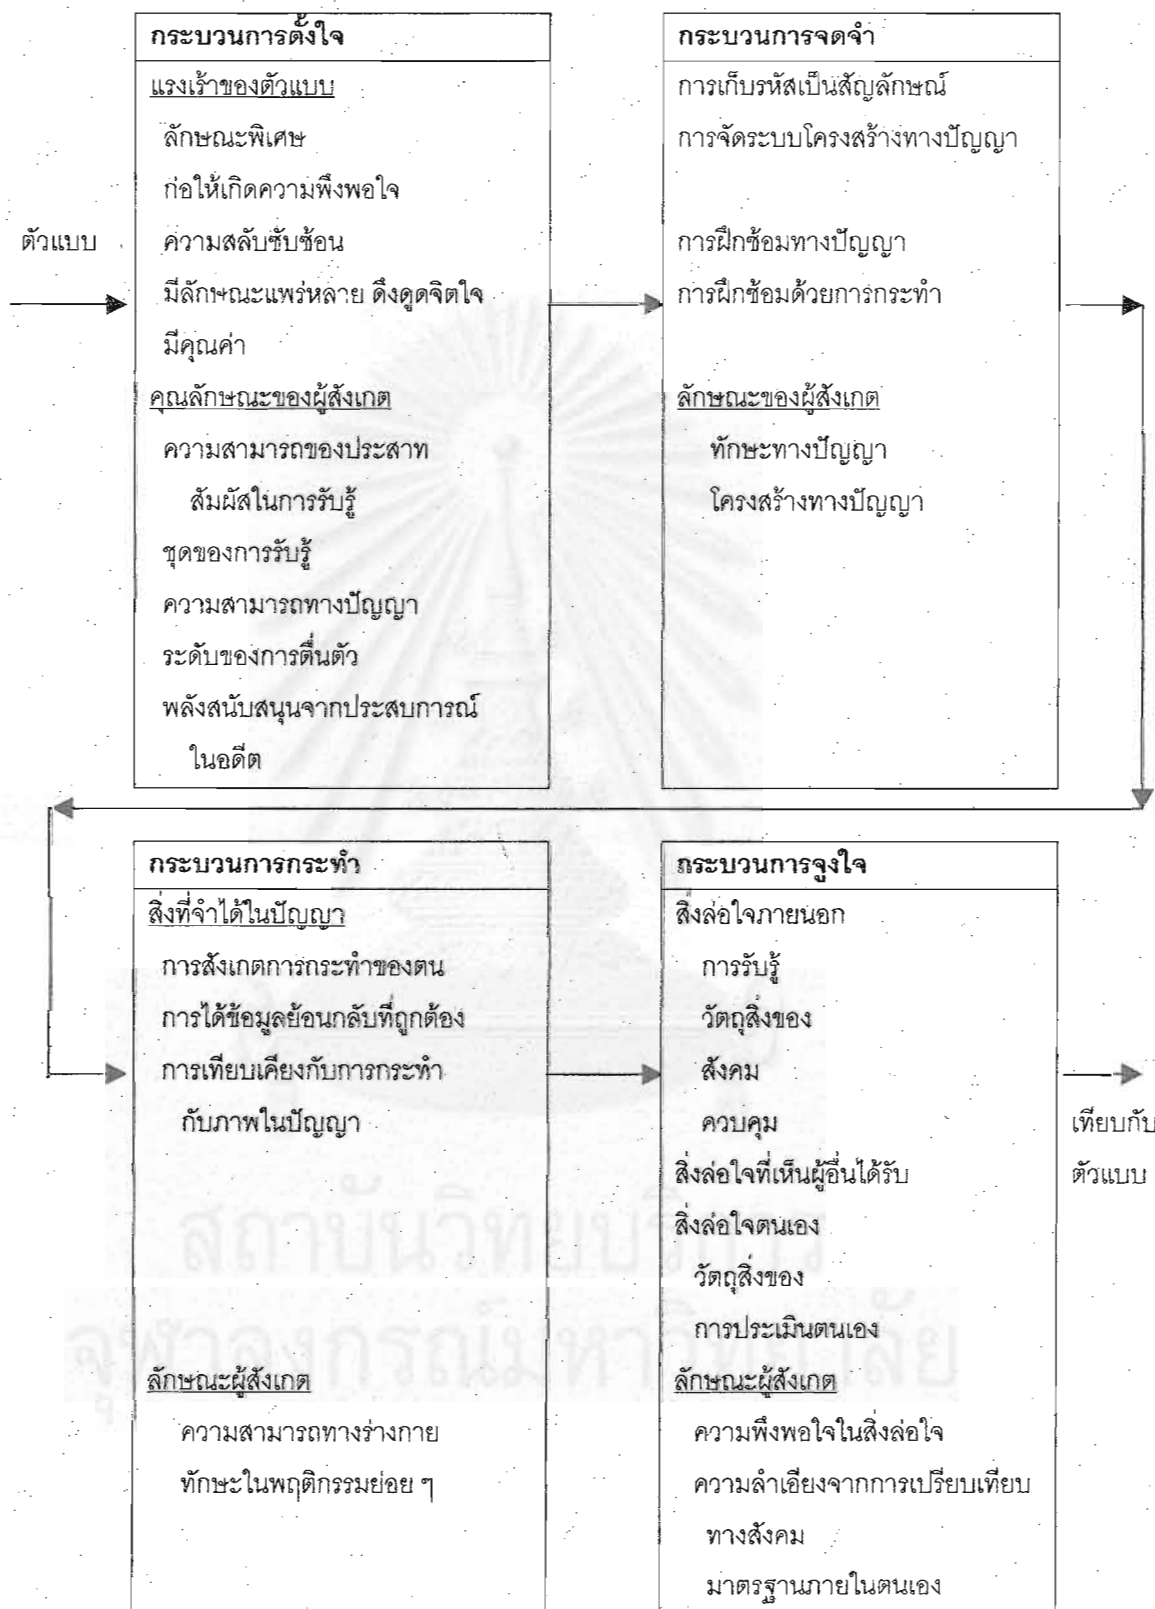 กระบวนการตั้งใจ
แรงเร้าของตัวแบบ
ลักษณะพิเศษ
ก่อให้เกิดความพึงพอใจ
ตัวแบบ
ความสลับซับซ้อน
มีลักษณะแพร่หลาย ดึงดูดจิตใจ
มีคุณค่า
คุณลักษณะของผู้สังเกต
ความสามารถของประสาท
สัมผัสในการรับรู้
ชุดของการรับรู้
ความสามารถทางปัญญา
ระดับของการตื่นตัว
พลังสนับสนุนจากประสบการณ์
ในอดีต
กระบวนการจดจำ
การเก็บรหัสเป็นสัญลักษณ์
การจัดระบบโครงสร้างทางปัญญา
การฝึกซ้อมทางปัญญา
การฝึกซ้อมด้วยการกระทำ
ลักษณะของผู้สังเกต
ทักษะทางปัญญา
โครงสร้างทางปัญญา
กระบวนการกระทำ
สิ่งที่จำได้ในปัญญา
การสังเกตการกระทำของตน
การได้ข้อมูลย้อนกลับที่ถูกต้อง
การเทียบเคียงกับการกระทำ
กับภาพในปัญญา
ลักษณะผู้สังเกต
ความสามารถทางร่างกาย
ทักษะในพฤติกรรมย่อย ๆ
กระบวนการจูงใจ
สิ่งล่อใจภายนอก
การรับรู้
วัตถุสิ่งของ
สังคม
ควบคุม
สิ่งล่อใจที่เห็นผู้อื่นได้รับ
สิ่งล่อใจตนเอง
วัตถุสิ่งของ
การประเมินตนเอง
ลักษณะผู้สังเกต
ความพึงพอใจในสิ่งล่อใจ
ความลำเอียงจากการเปรียบเทียบ
ทางสังคม
มาตรฐานภายในตนเอง
เทียบกับ
ตัวแบบ
สถาบันวิทยบริการ
จุฬาลงกรณ์มหาวิทยาลัย